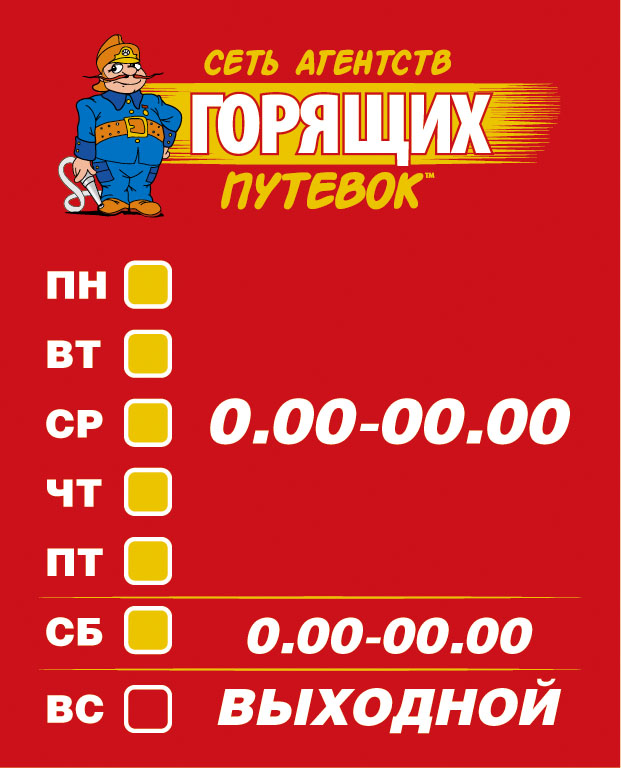 СЕТЬ АГЕНТСТВ
ГОРЯЩИХ
ПУТЕВОК™
ПН
ВТ
СР 0.00-00.00
ЧТ
ПТ
СБ 0.00-00.00
ВС ВЫХОДНОЙ